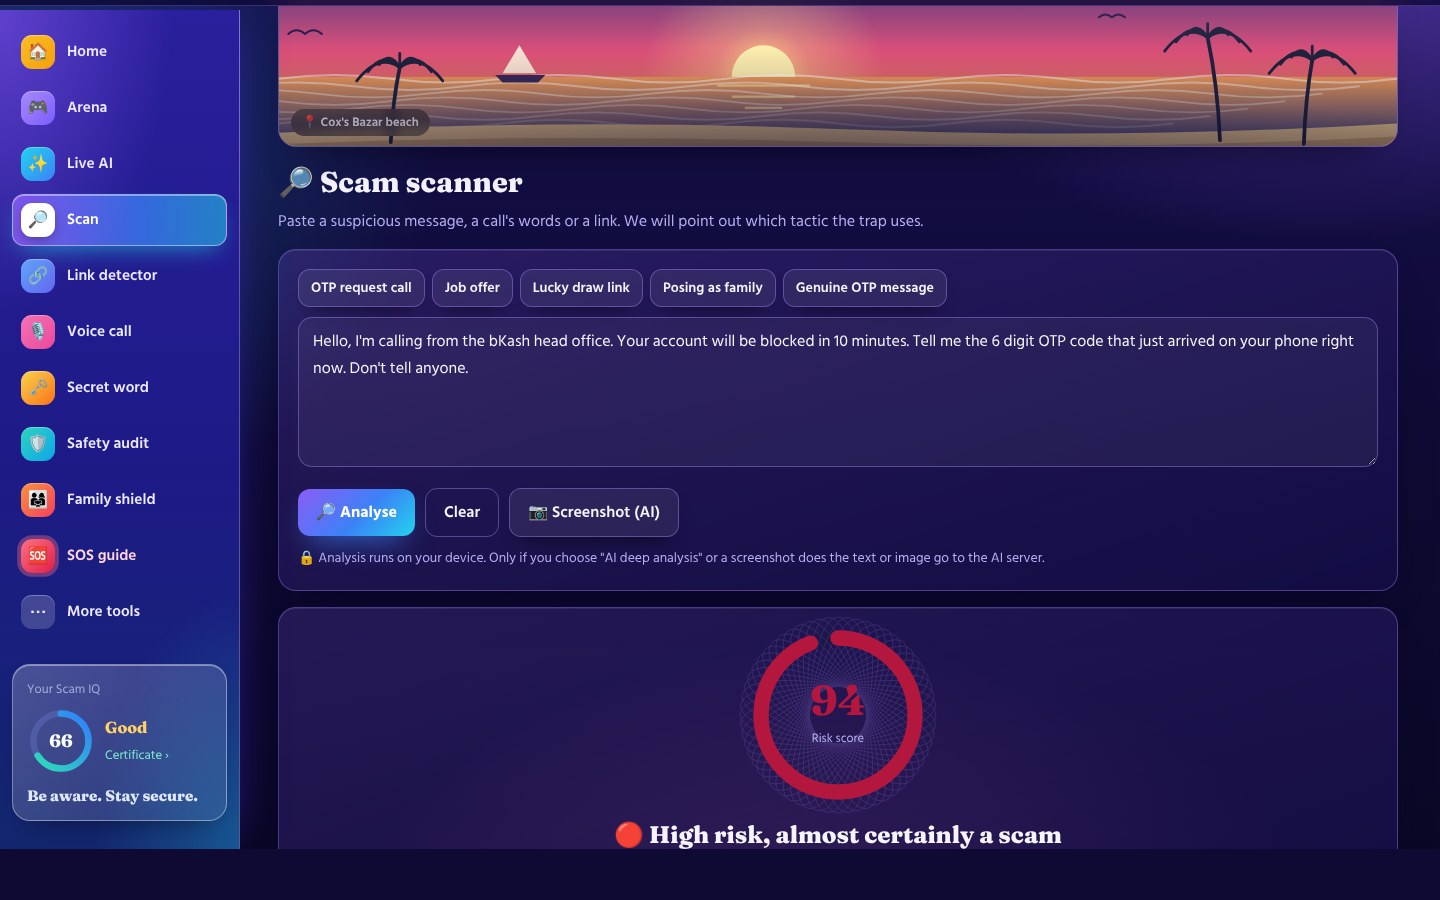 Home
Arena
Live AI
Scan
Link detector
Voice call
Secret word
Safety audit
Family shield
SOS
SOS guide
More tools
Your Scam IQ
66
Good
Certificate ›
Be aware. Stay secure.
Cox's Bazar beach
Scam scanner
Paste a suspicious message, a call's words or a link. We will point out which tactic the trap uses.
OTP request call
Job offer
Lucky draw link
Posing as family
Genuine OTP message
Hello, I'm calling from the bKash head office. Your account will be blocked in 10 minutes. Tell me the 6 digit OTP code that just arrived on your phone right
now. Don't tell anyone.
Analyse
Clear
Screenshot (AI)
Analysis runs on your device. Only if you choose "AI deep analysis" or a screenshot does the text or image go to the AI server.
94
Risk score
High risk, almost certainly a scam